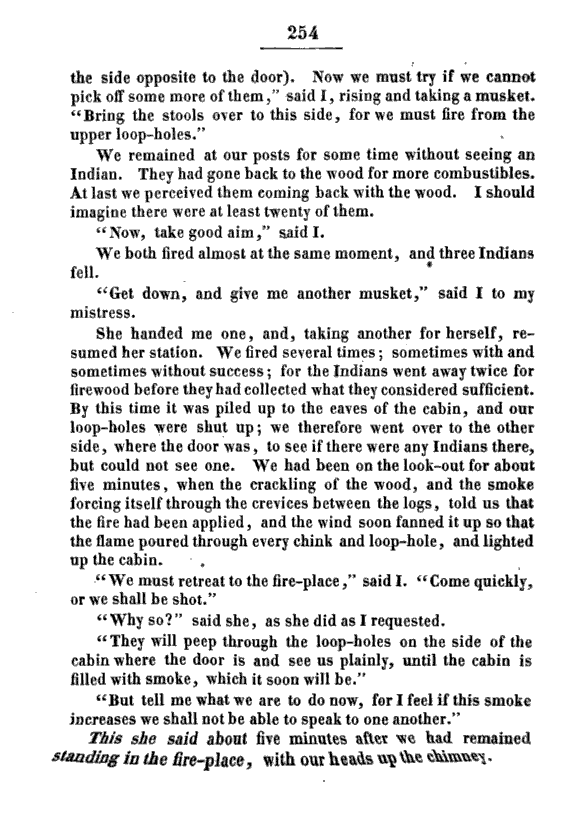 254
the side opposite to the door). Now we must try if we cannot
pick off some more of them," said I, rising and taking a musket.
"Bring the stools over to this side, for we must fire from the
upper loop-holes."
We remained at our posts for some time without seeing an
Indian. They had gone back to the wood for more combustibles.
At last we perceived them coming back with the wood. I should
imagine there were at least twenty of them.
"Now, take good aim," said I.
We both fired almost at the same moment, and three Indians
fell.
"Get down, and give me another musket," said I to my
mistress.
She handed me one, and, taking another for herself, re-
sumed her station. We fired several times; sometimes with and
sometimes without success; for the Indians went away twice for
firewood before they had collected what they considered sufficient.
By this time it was piled up to the eaves of the cabin, and our
loop-holes were shut up; we therefore went over to the other
side, where the door was, to see if there were any Indians there,
but could not see one. We had been on the look-out for about
five minutes, when the crackling of the wood, and the smoke
forcing itself through the crevices between the logs, told us that
the fire had been applied, and the wind soon fanned it up so that
the flame poured through every chink and loop-hole, and lighted
up the cabin.
"We must retreat to the fire-place," said I. "Come quickly,
or we shall be shot."
"Why so?" said she, as she did as I requested.
"They will peep through the loop-holes on the side of the
cabin where the door is and see us plainly, until the cabin is
filled with smoke, which it soon will be."
"But tell me what we are to do now, for I feel if this smoke
increases we shall not be able to speak to one another."
This she said about five minutes after we had remained
standing in the fire-place, with our heads up the chimney.